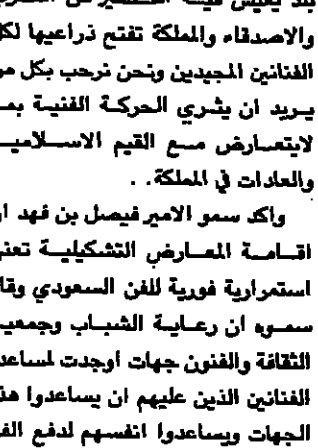 والاصدقاء والمملكة تفتح ذراعيها لكل
الفنانين المجيدين ونحن نرحب بكل من
يريد ان يثري الحركة الفنية بما
لايتعارض مع القيم الاسلامية
والعادات في المملكة. .
واكد سمو الامير فيصل بن فهد ان
اقامة المعارض التشكيلية تعني
استمرارية فورية للفن السعودي وقال
سموه ان رعاية الشباب وجمعية
الثقافة والفنون جهات اوجدت لمساعدة
الفنانين الذين عليهم ان يساعدوا هذه
الجهات ويساعدوا انفسهم لدفع الفن